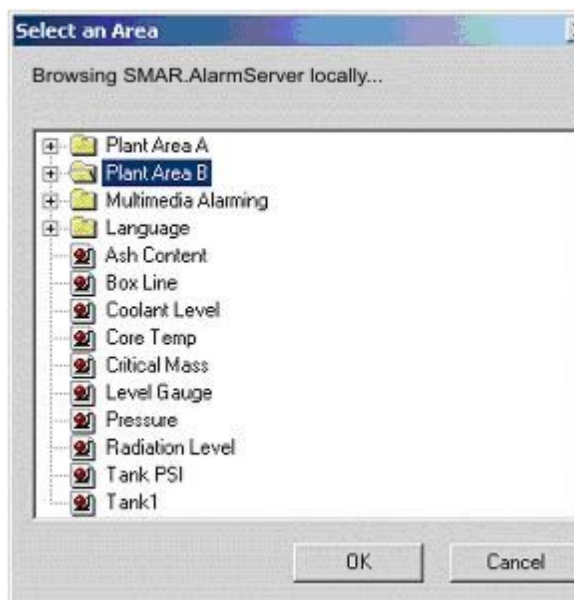 Select an Area
Browsing SMAR.AlarmServer locally...
Plant Area A
Plant Area B
Multimedia Alarming
Language
Ash Content
Box Line
Coolant Level
Core Temp
Critical Mass
Level Gauge
Pressure
Radiation Level
Tank PSI
Tank1
OK Cancel